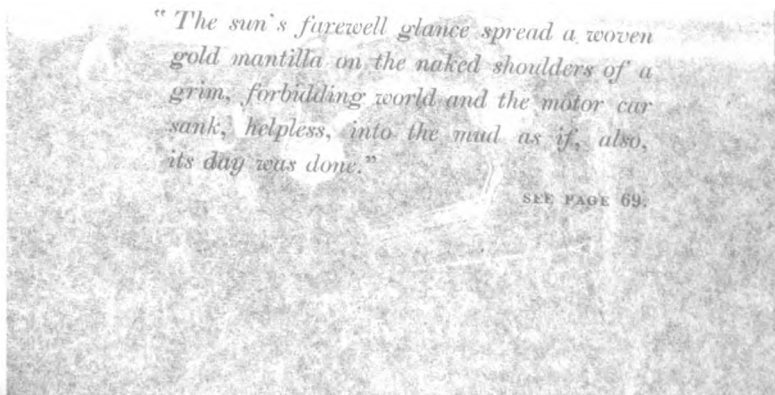 “ The sun's farewell glance spread a woven
gold mantilla on the naked shoulders of a
grim, forbidding world and the motor car
sank, helpless, into the mud as if, also,
its day was done.”
SEE PAGE 69.